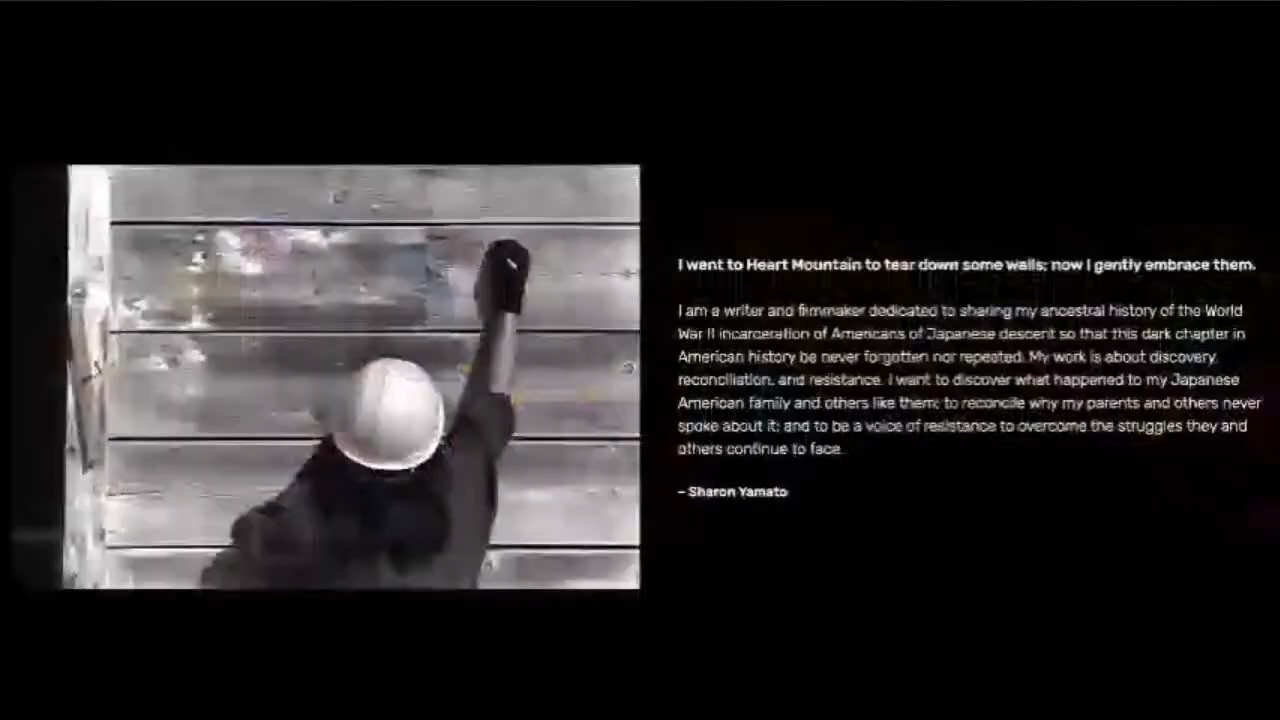 I went to Heart Mountain to tear down some walls; now I gently embrace them.
I am a writer and filmmaker dedicated to sharing my ancestral history of the World
War II incarceration of Americans of Japanese descent so that this dark chapter in
American history be never forgotten nor repeated. My work is about discovery,
reconciliation, and resistance. I want to discover what happened to my Japanese
American family and others like them; to reconcile why my parents and others never
spoke about it; and to be a voice of resistance to overcome the struggles they and
others continue to face.
– Sharon Yamato